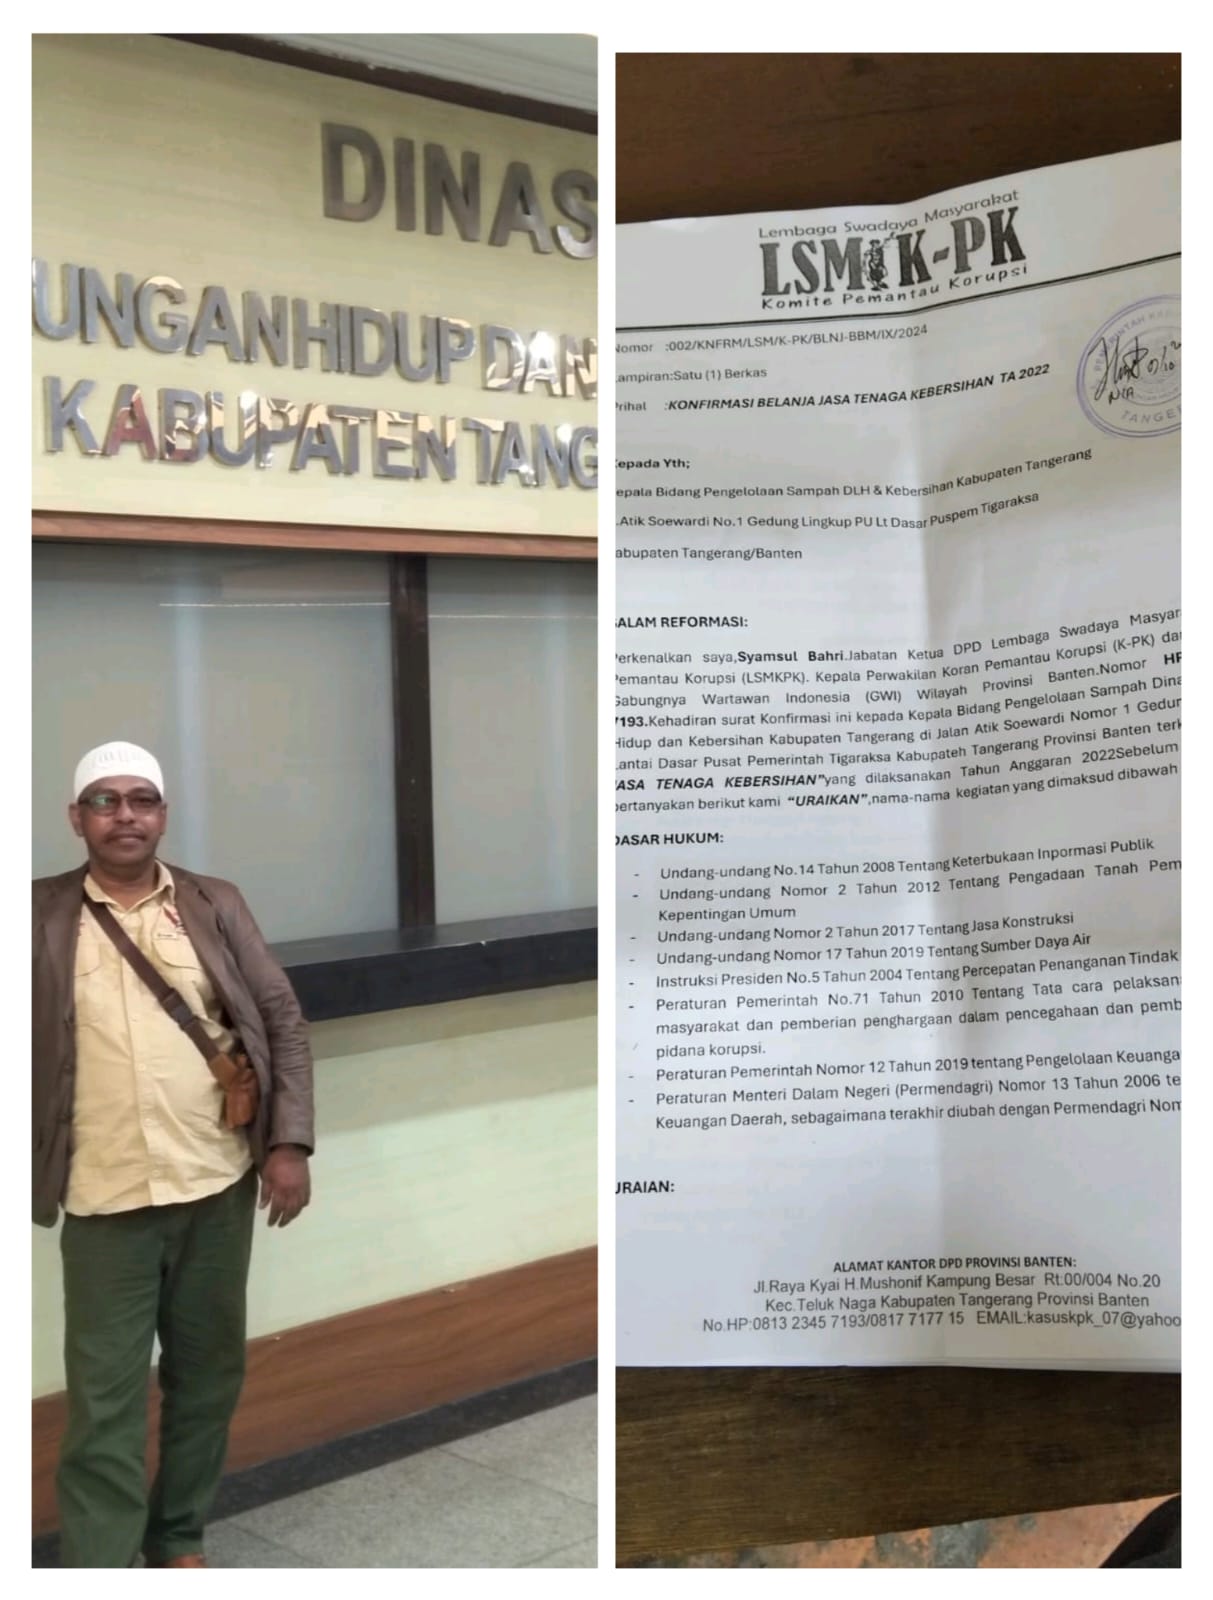 DINAS
UNGANHIDUP DAN
KABUPATEN TANG
Lembaga Swadaya Masyarakat
LSM K-PK
Komite Pemantau Korupsi
Nomor :002/KNFRM/LSM/K-PK/BLNJ-BBM/IX/2024
ampiran:Satu (1) Berkas
rihal :KONFIRMASI BELANJA JASA TENAGA KEBERSIHAN TA 2022
TANGE
epada Yth;
epala Bidang Pengelolaan Sampah DLH & Kebersihan Kabupaten Tangerang
.Atik Soewardi No.1 Gedung Lingkup PU Lt Dasar Puspem Tigaraksa
abupaten Tangerang/Banten
ALAM REFORMASI:
erkenalkan saya,Syamsul Bahri.Jabatan Ketua DPD Lembaga Swadaya Masyar
Pemantau Korupsi (LSMKPK). Kepala Perwakilan Koran Pemantau Korupsi (K-PK) da
Gabungnya Wartawan Indonesia (GWI) Wilayah Provinsi Banten.Nomor HP
7193.Kehadiran surat Konfirmasi ini kepada Kepala Bidang Pengelolaan Sampah Dina
Hidup dan Kebersihan Kabupaten Tangerang di Jalan Atik Soewardi Nomor 1 Gedun
Lantai Dasar Pusat Pemerintah Tigaraksa Kabupateh Tangerang Provinsi Banten terk
ASA TENAGA KEBERSIHAN"yang dilaksanakan Tahun Anggaran 2022Sebelum
pertanyakan berikut kami "URAIKAN",nama-nama kegiatan yang dimaksud dibawah
DASAR HUKUM:
- Undang-undang No.14 Tahun 2008 Tentang Keterbukaan Inpormasi Publik
- Undang-undang Nomor 2 Tahun 2012 Tentang Pengadaan Tanah Pem
Kepentingan Umum
- Undang-undang Nomor 2 Tahun 2017 Tentang Jasa Konstruksi
- Undang-undang Nomor 17 Tahun 2019 Tentang Sumber Daya Air
- Instruksi Presiden No.5 Tahun 2004 Tentang Percepatan Penanganan Tindak
- Peraturan Pemerintah No.71 Tahun 2010 Tentang Tata cara pelaksan
masyarakat dan pemberian penghargaan dalam pencegahaan dan pemb
pidana korupsi.
- Peraturan Pemerintah Nomor 12 Tahun 2019 tentang Pengelolaan Keuanga
- Peraturan Menteri Dalam Negeri (Permendagri) Nomor 13 Tahun 2006 te
Keuangan Daerah, sebagaimana terakhir diubah dengan Permendagri Nom
URAIAN:
ALAMAT KANTOR DPD PROVINSI BANTEN:
Jl.Raya Kyai H.Mushonif Kampung Besar Rt:00/004 No.20
Kec.Teluk Naga Kabupaten Tangerang Provinsi Banten
No.HP:0813 2345 7193/0817 7177 15 EMAIL:kasuskpk_07@yahoo